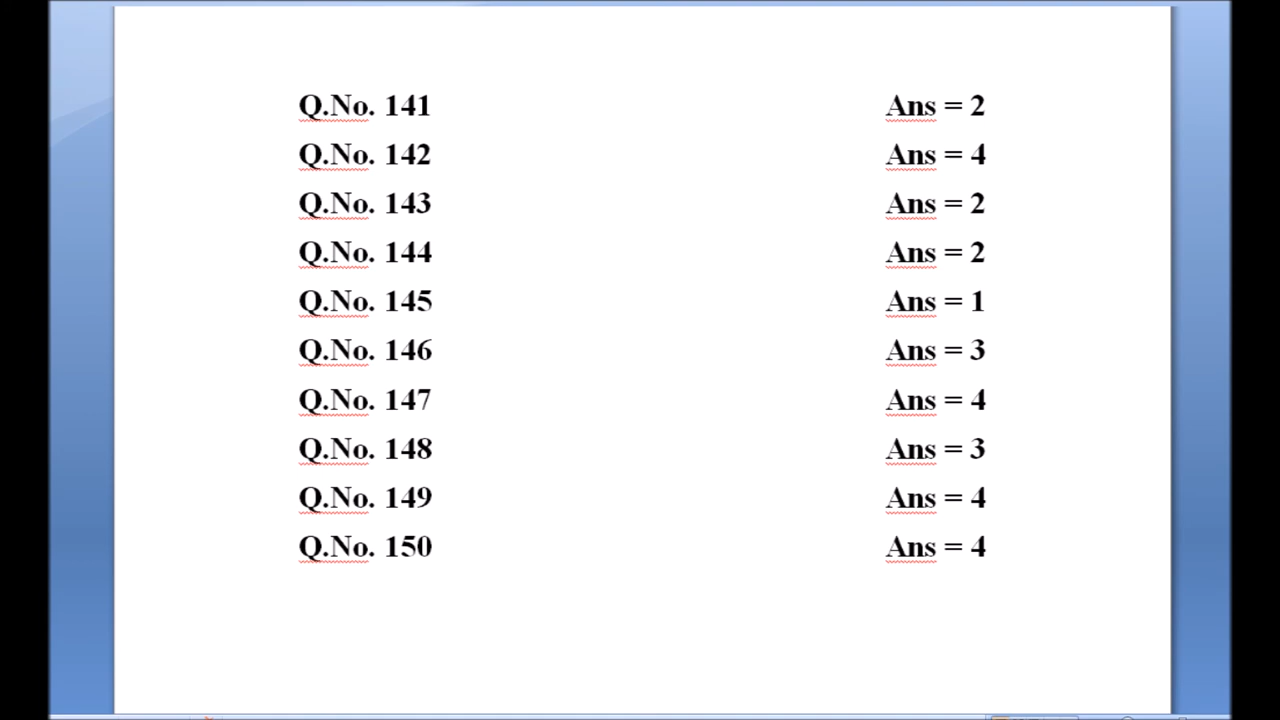 Q.No. 141 Ans = 2
Q.No. 142 Ans = 4
Q.No. 143 Ans = 2
Q.No. 144 Ans = 2
Q.No. 145 Ans = 1
Q.No. 146 Ans = 3
Q.No. 147 Ans = 4
Q.No. 148 Ans = 3
Q.No. 149 Ans = 4
Q.No. 150 Ans = 4